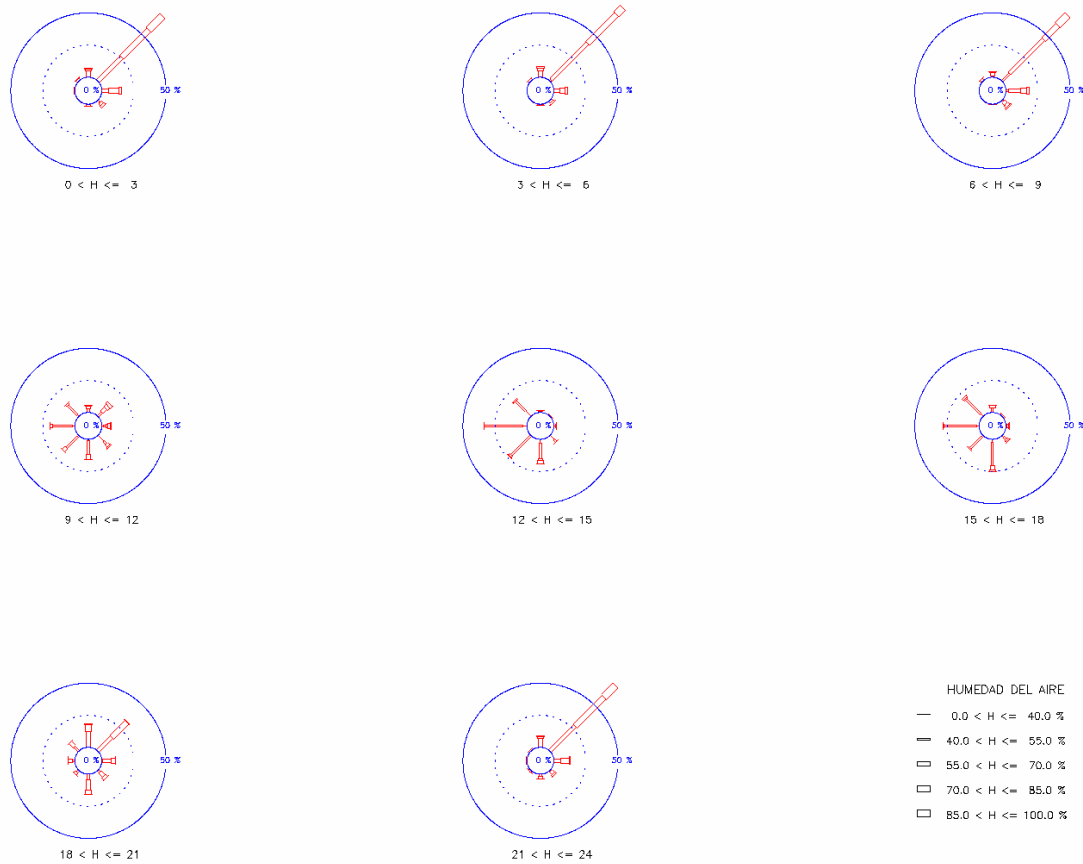 0 % 50 %
0 < H <= 3
0 % 50 %
3 < H <= 6
0 % 50 %
6 < H <= 9
0 % 50 %
9 < H <= 12
0 % 50 %
12 < H <= 15
0 % 50 %
15 < H <= 18
0 % 50 %
18 < H <= 21
0 % 50 %
21 < H <= 24
HUMEDAD DEL AIRE
0.0 < H <= 40.0 %
40.0 < H <= 55.0 %
55.0 < H <= 70.0 %
70.0 < H <= 85.0 %
85.0 < H <= 100.0 %